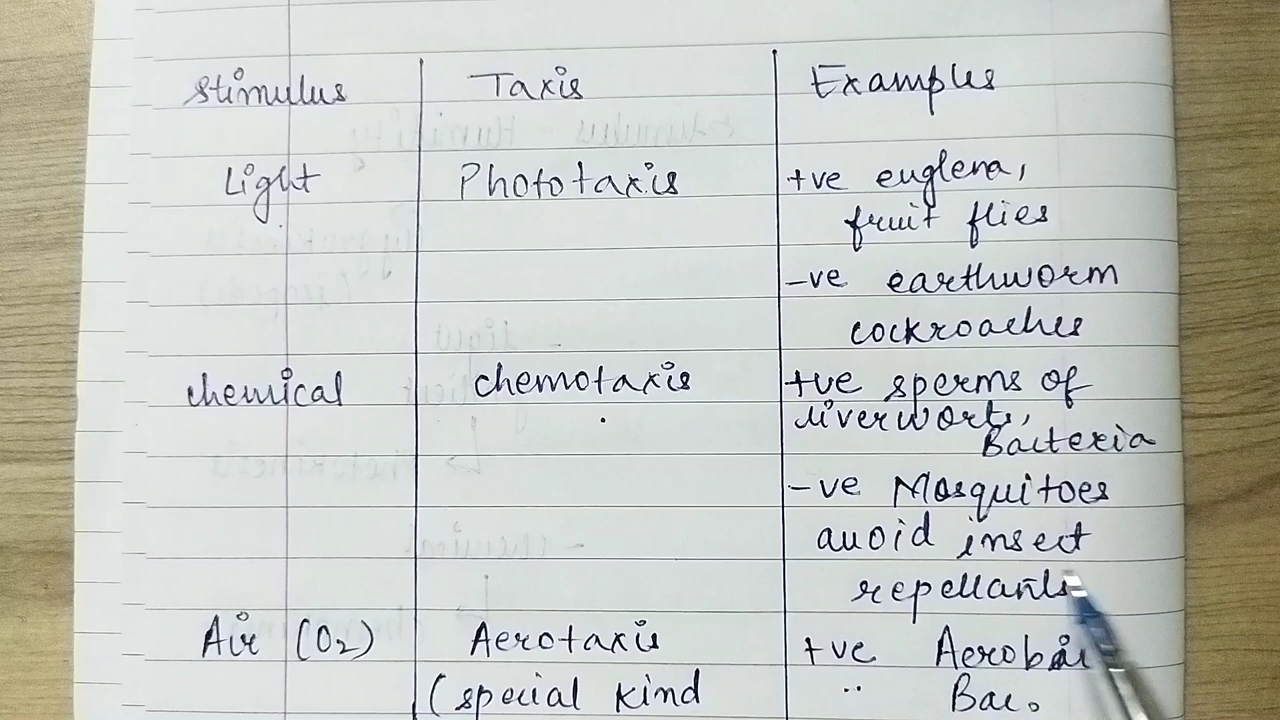 Stimulus Taxis Examples
Light Phototaxis +ve euglena,
fruit flies
-ve earthworm
cockroaches
chemical chemotaxis +ve sperms of
liverworts,
Bacteria
-ve Mosquitoes
avoid insect
repellants
Air (O2) Aerotaxis +ve Aerobic
(special kind Bac.